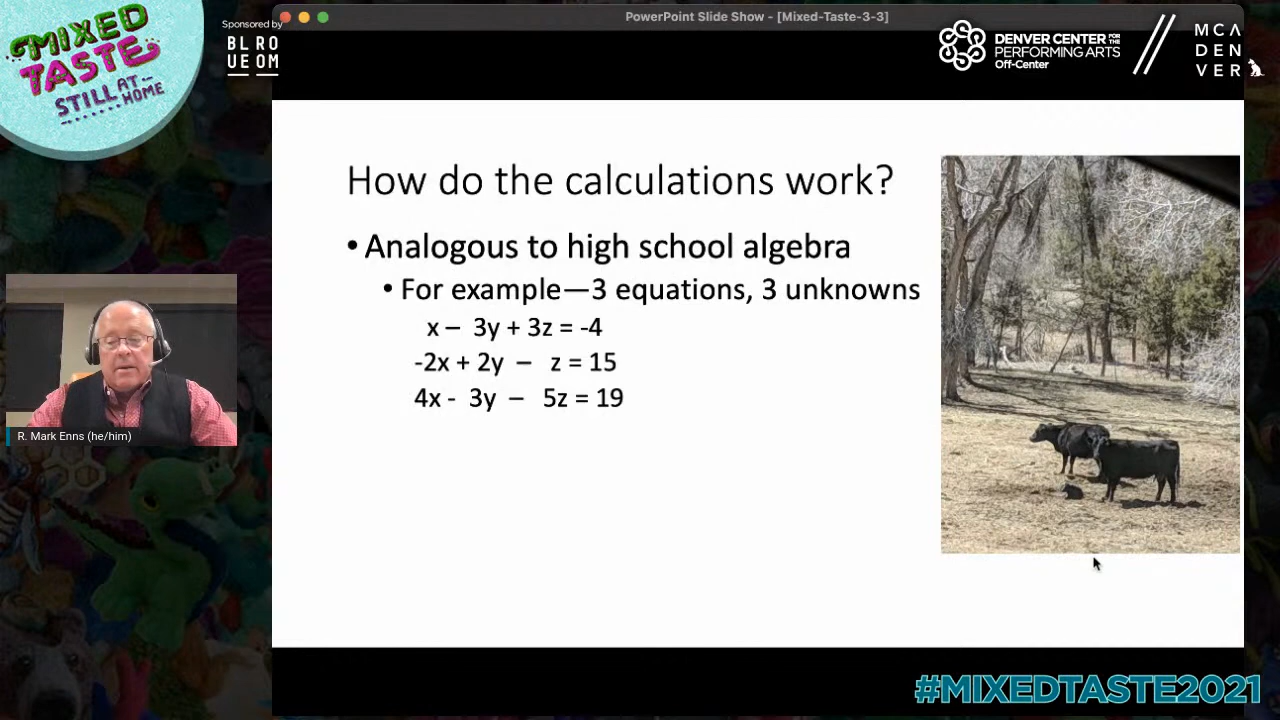 MIXED
TASTE
STILL AT
HOME
Sponsored by
BL RO
UE OM
PowerPoint Slide Show - [Mixed-Taste-3-3]
DENVER CENTER FOR THE
PERFORMING ARTS
Off-Center
MCA
DEN
VER
How do the calculations work?
• Analogous to high school algebra
• For example—3 equations, 3 unknowns
x – 3y + 3z = -4
-2x + 2y – z = 15
4x - 3y – 5z = 19
R. Mark Enns (he/him)
#MIXEDTASTE2021